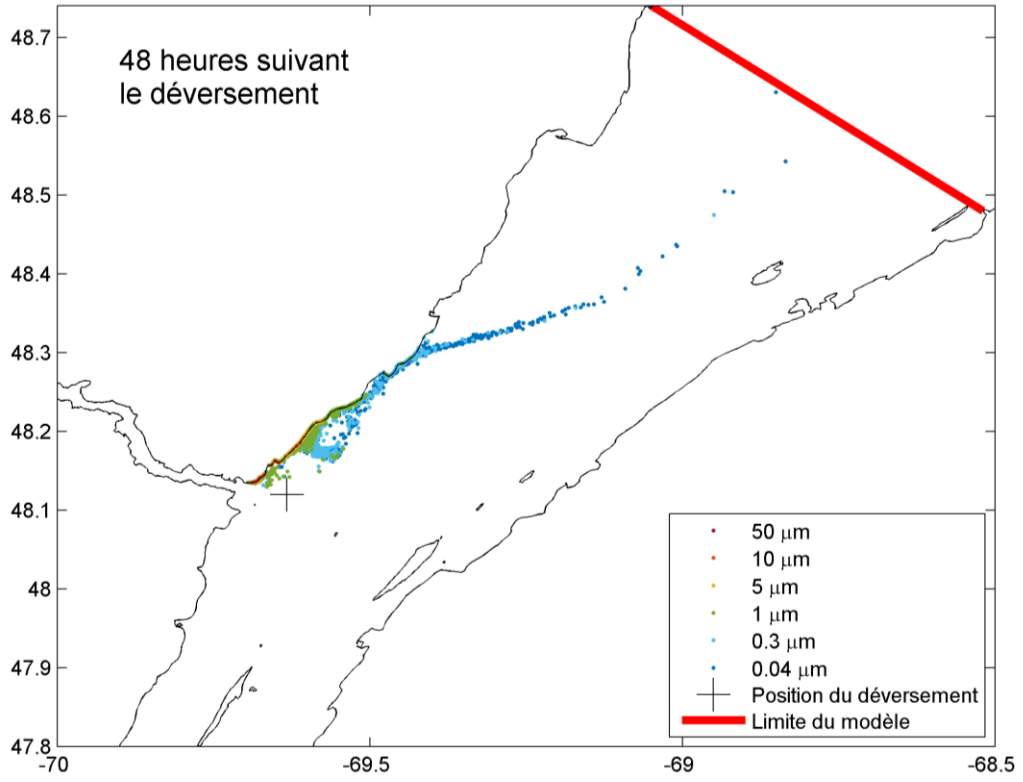 48 heures suivant
le déversement
48.7
48.6
48.5
48.4
48.3
48.2
48.1
48
47.9
47.8
-70
-69.5
-69
-68.5
50 μm
10 μm
5 μm
1 μm
0.3 μm
0.04 μm
Position du déversement
Limite du modèle